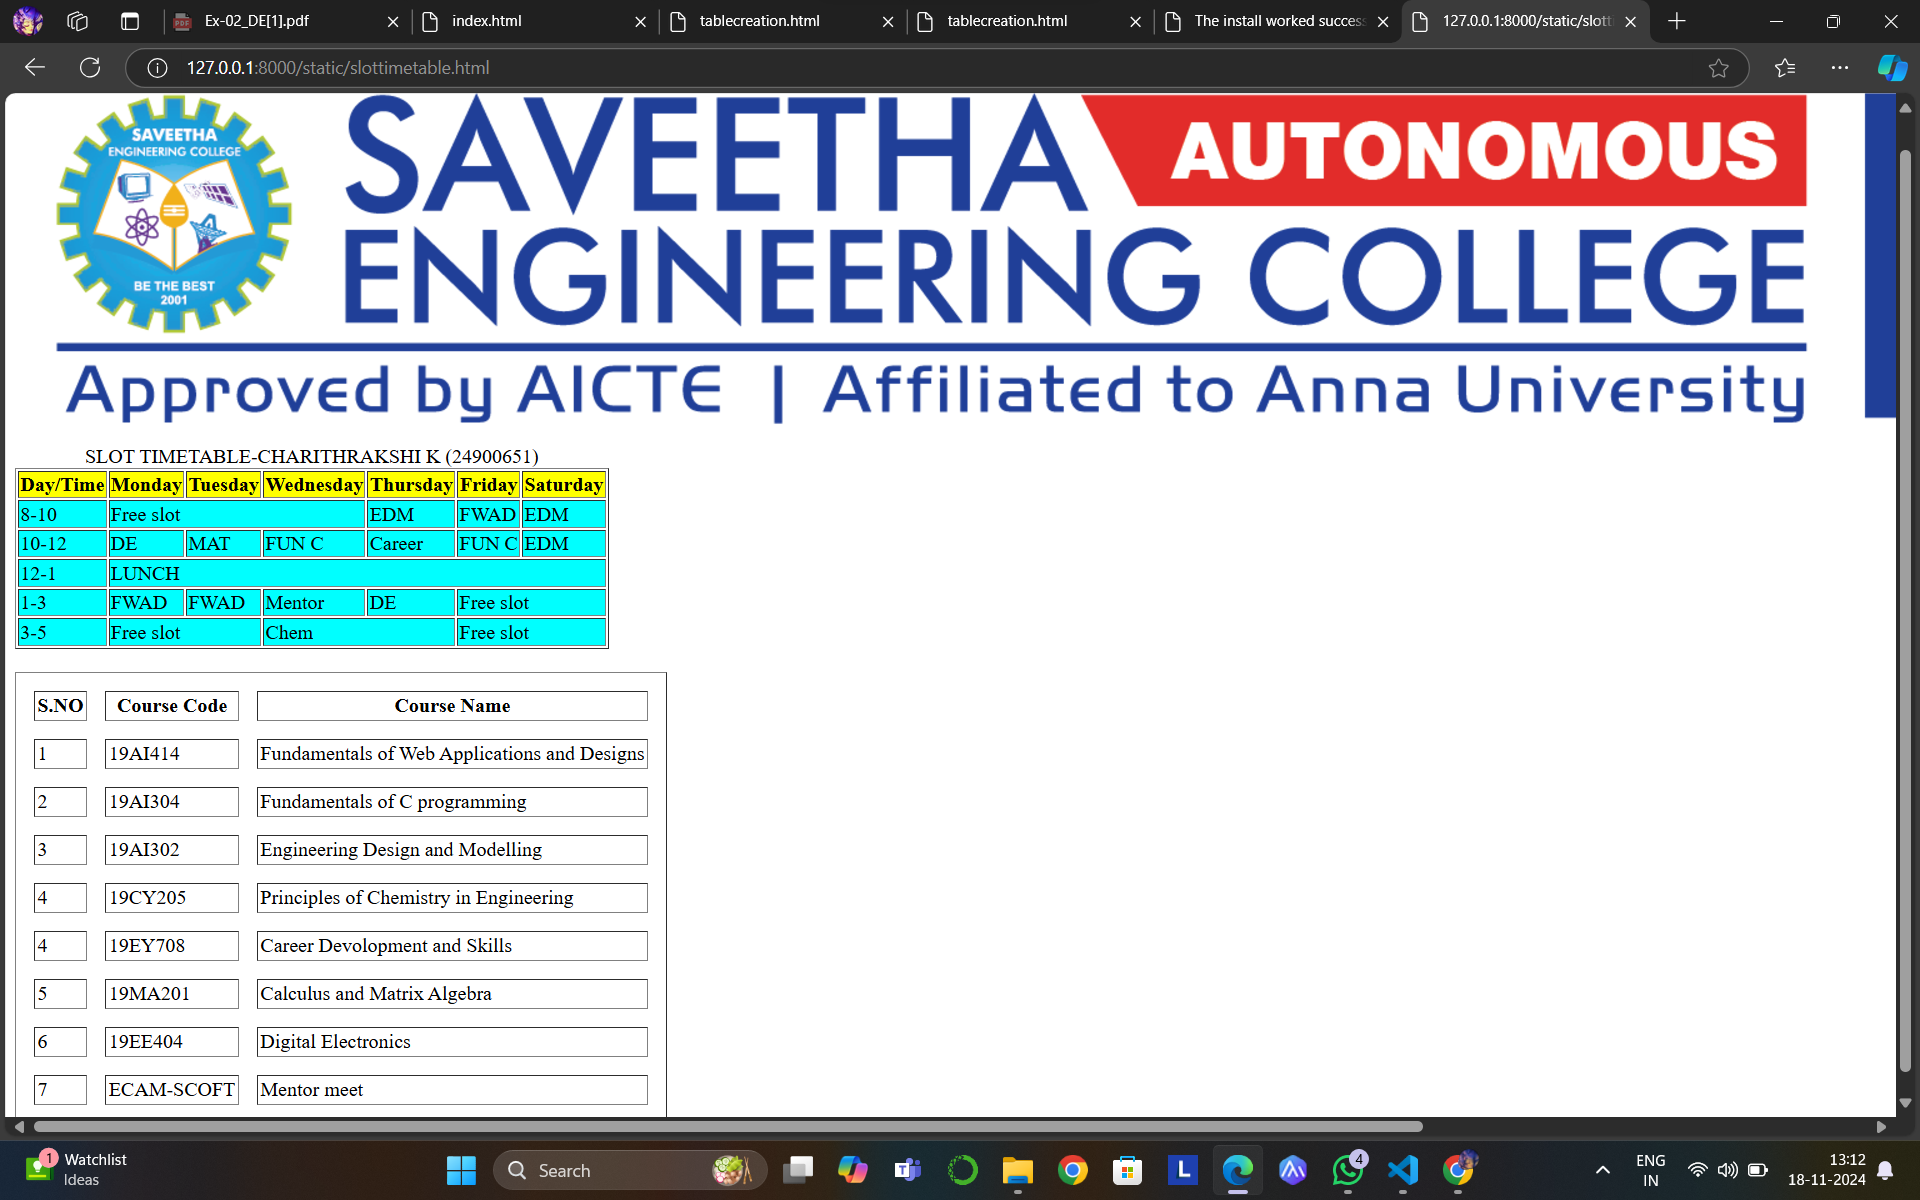 Ex-02_DE[1].pdf
index.html
tablecreation.html
tablecreation.html
The install worked succes
127.0.0.1:8000/static/slott
127.0.0.1:8000/static/slottimetable.html
SAVEETHA
ENGINEERING COLLEGE
BE THE BEST
2001
SAVEETHA AUTONOMOUS
ENGINEERING COLLEGE
Approved by AICTE | Affiliated to Anna University
SLOT TIMETABLE-CHARITHRAKSHI K (24900651)
Day/Time Monday Tuesday Wednesday Thursday Friday Saturday
8-10 Free slot EDM FWAD EDM
10-12 DE MAT FUN C Career FUN C EDM
12-1 LUNCH
1-3 FWAD FWAD Mentor DE Free slot
3-5 Free slot Chem Free slot
S.NO Course Code Course Name
1 19AI414 Fundamentals of Web Applications and Designs
2 19AI304 Fundamentals of C programming
3 19AI302 Engineering Design and Modelling
4 19CY205 Principles of Chemistry in Engineering
4 19EY708 Career Devolopment and Skills
5 19MA201 Calculus and Matrix Algebra
6 19EE404 Digital Electronics
7 ECAM-SCOFT Mentor meet
1
Watchlist
Ideas
Search
L
4
ENG
IN
13:12
18-11-2024